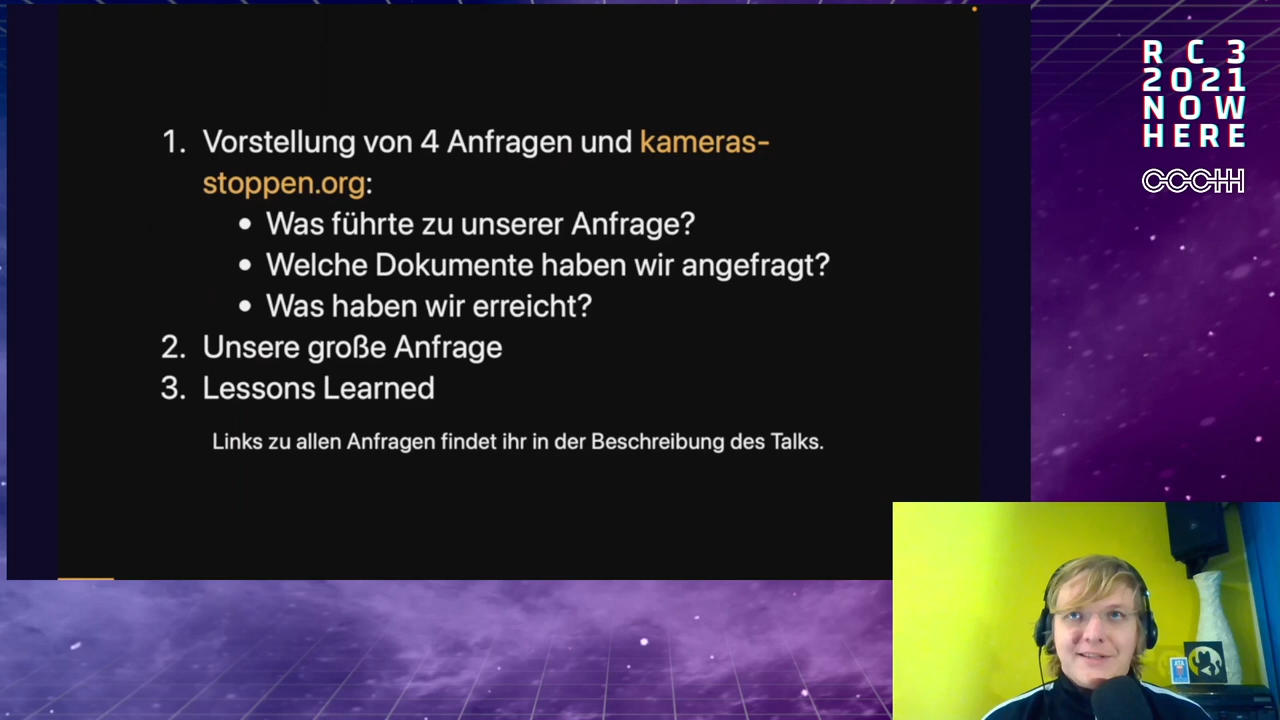 1. Vorstellung von 4 Anfragen und kameras-
stoppen.org:
• Was führte zu unserer Anfrage?
• Welche Dokumente haben wir angefragt?
• Was haben wir erreicht?
2. Unsere große Anfrage
3. Lessons Learned
Links zu allen Anfragen findet ihr in der Beschreibung des Talks.
R C 3
2021
NOW
HERE
CCCHH